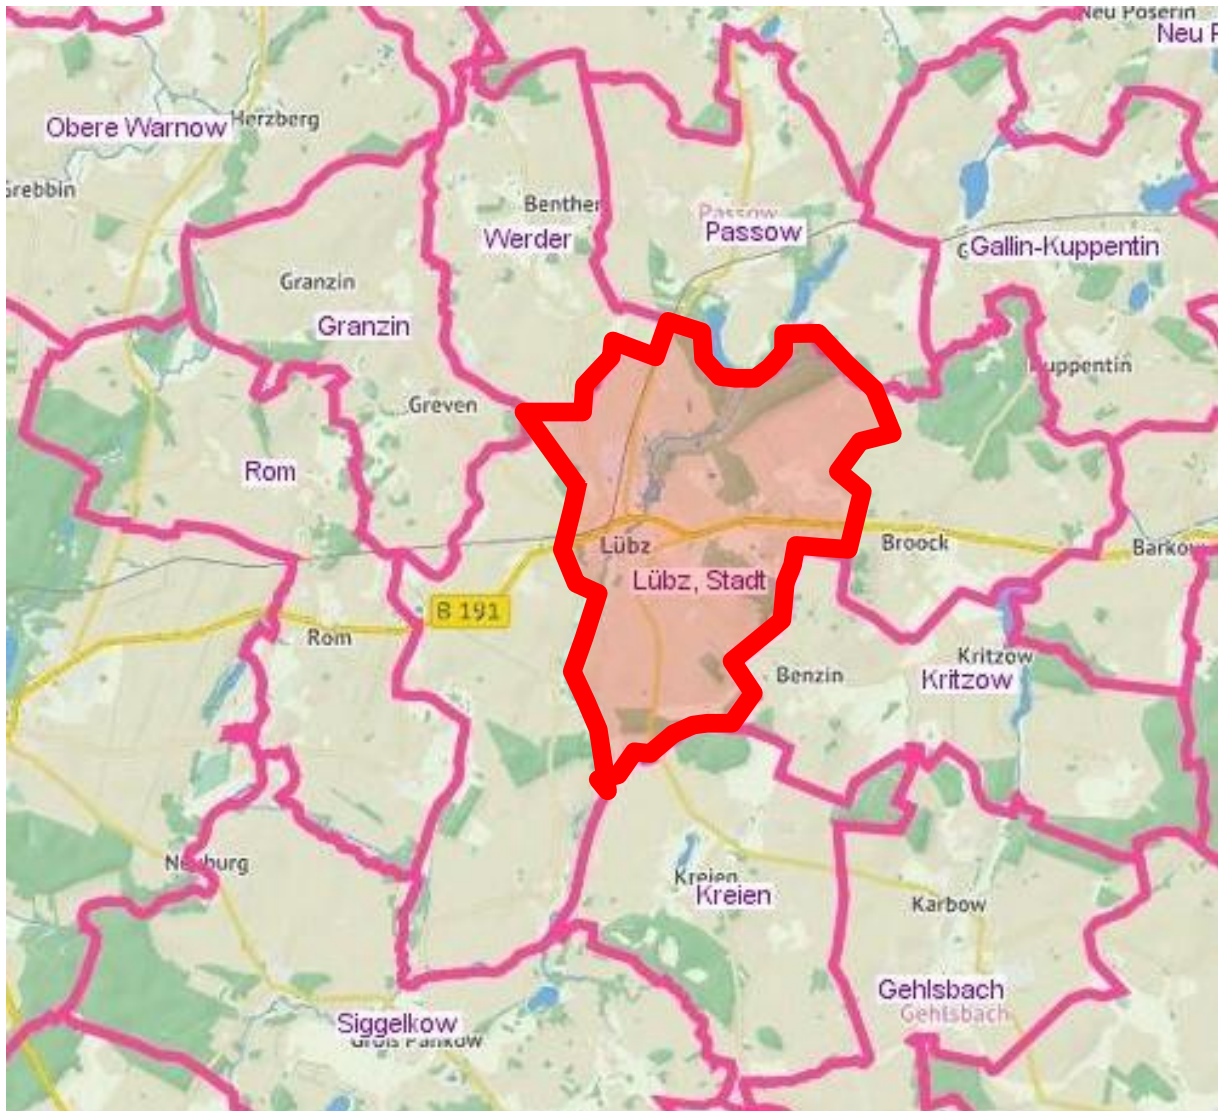 Neu Poserin
Neu P
Obere Warnow
Herzberg
Grebbin
Benthen
Passow
Werder
Passow
Gallin-Kuppentin
Granzin
Granzin
Kuppentin
Greven
Rom
Lübz
Broock
Barkow
Lübz, Stadt
B 191
Rom
Kritzow
Benzin
Kritzow
Neuburg
Kreien
Kreien
Karbow
Gehlsbach
Gehlsbach
Siggelkow
Groß Pankow